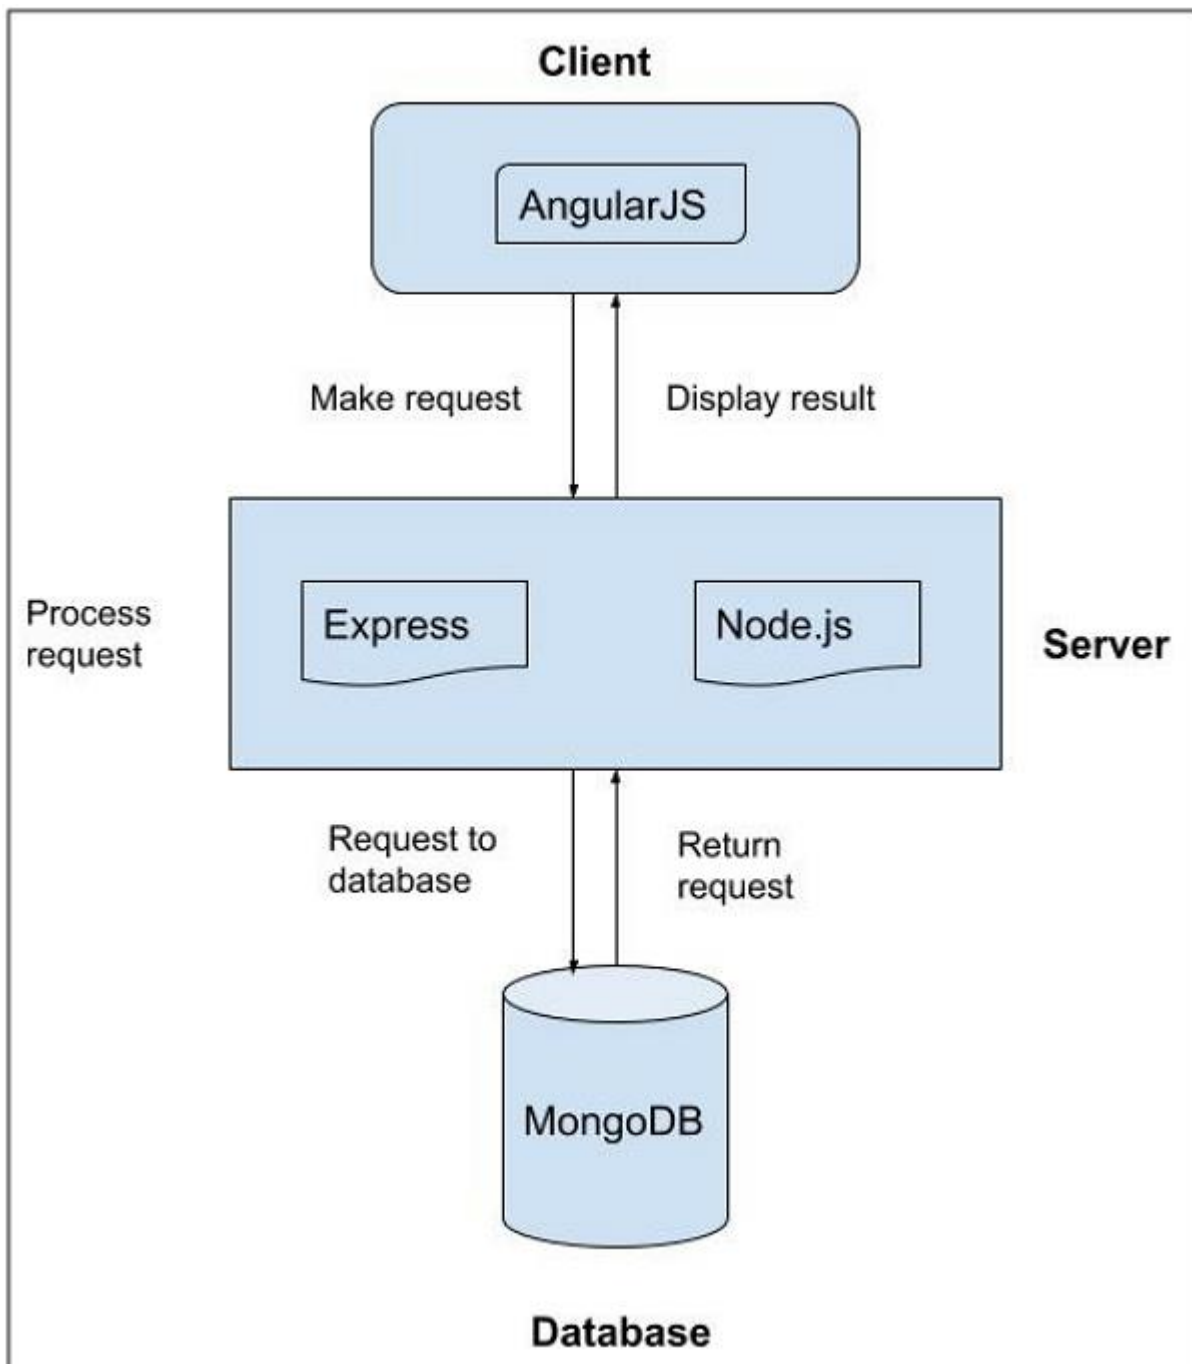 Client
AngularJS
Make request
Display result
Process
request
Express
Node.js
Server
Request to
database
Return
request
MongoDB
Database